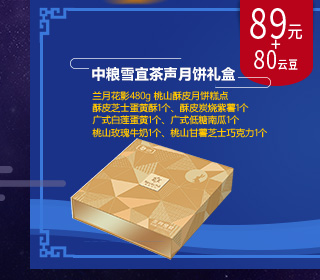 89元
+
80云豆
中粮雪宜茶声月饼礼盒
兰月花影480g 桃山酥皮月饼糕点
酥皮芝士蛋黄酥1个、酥皮炭烧紫薯1个
广式白莲蛋黄1个、广式低糖南瓜1个
桃山玫瑰牛奶1个、桃山甘薯芝士巧克力1个